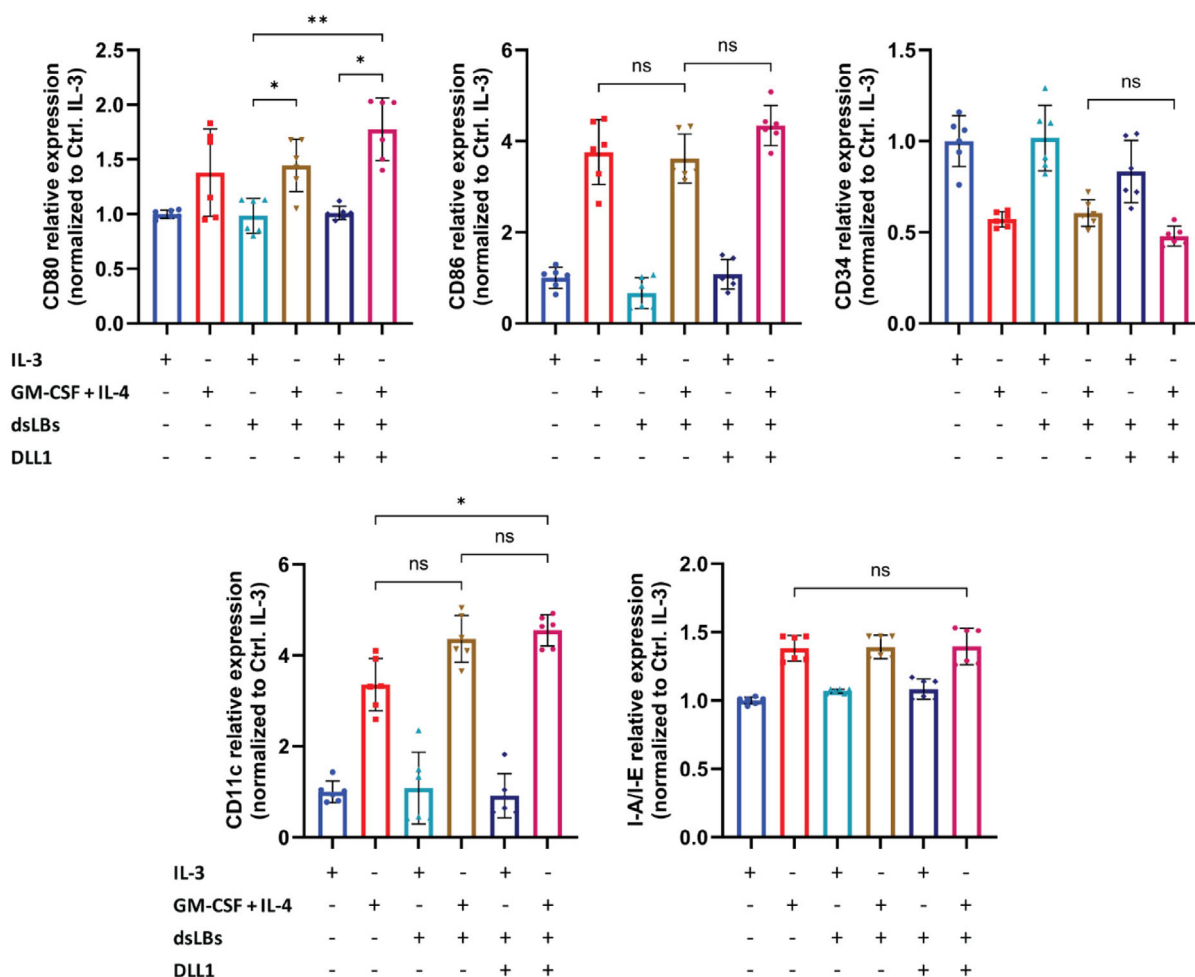 **
*
*
CD80 relative expression
(normalized to Ctrl. IL-3)
2.5
2.0
1.5
1.0
0.5
0.0
ns
ns
CD86 relative expression
(normalized to Ctrl. IL-3)
6
4
2
0
ns
CD34 relative expression
(normalized to Ctrl. IL-3)
1.5
1.0
0.5
0.0
IL-3 + - + - + - + - + - + - + - + - + -
GM-CSF + IL-4 - + - + - + - + - + - + - + - + - +
dsLBs - - + + + + - - + + + + - - + + + +
DLL1 - - - - + + - - - - + + - - - - + +
*
ns
ns
CD11c relative expression
(normalized to Ctrl. IL-3)
6
4
2
0
ns
I-A/I-E relative expression
(normalized to Ctrl. IL-3)
2.0
1.5
1.0
0.5
0.0
IL-3 + - + - + - + - + - + -
GM-CSF + IL-4 - + - + - + - + - + - +
dsLBs - - + + + + - - + + + +
DLL1 - - - - + + - - - - + +